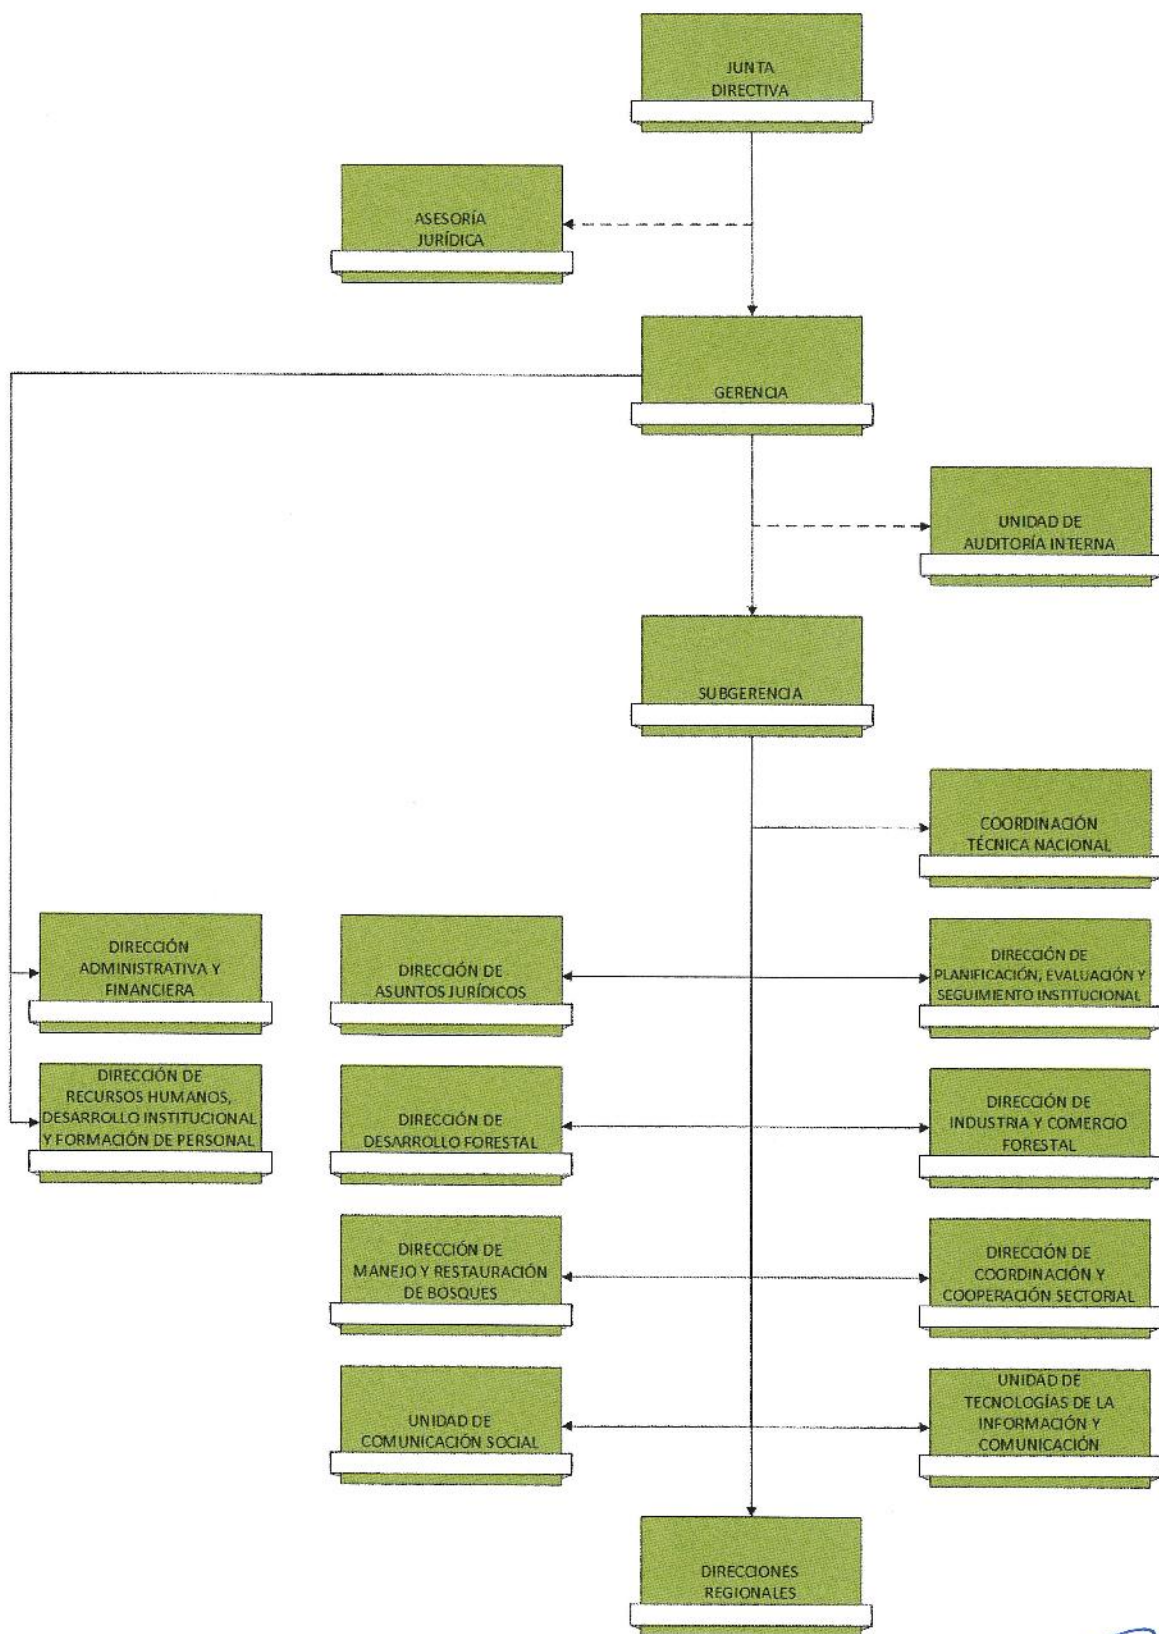 JUNTA
DIRECTIVA
ASESORÍA
JURÍDICA
GERENCIA
UNIDAD DE
AUDITORÍA INTERNA
SUBGERENCIA
COORDINACIÓN
TÉCNICA NACIONAL
DIRECCIÓN
ADMINISTRATIVA Y
FINANCIERA
DIRECCIÓN DE
ASUNTOS JURÍDICOS
DIRECCIÓN DE
PLANIFICACIÓN, EVALUACIÓN Y
SEGUIMIENTO INSTITUCIONAL
DIRECCIÓN DE
RECURSOS HUMANOS,
DESARROLLO INSTITUCIONAL
Y FORMACIÓN DE PERSONAL
DIRECCIÓN DE
DESARROLLO FORESTAL
DIRECCIÓN DE
INDUSTRIA Y COMERCIO
FORESTAL
DIRECCIÓN DE
MANEJO Y RESTAURACIÓN
DE BOSQUES
DIRECCIÓN DE
COORDINACIÓN Y
COOPERACIÓN SECTORIAL
UNIDAD DE
COMUNICACIÓN SOCIAL
UNIDAD DE
TECNOLOGÍAS DE LA
INFORMACIÓN Y
COMUNICACIÓN
DIRECCIONES
REGIONALES